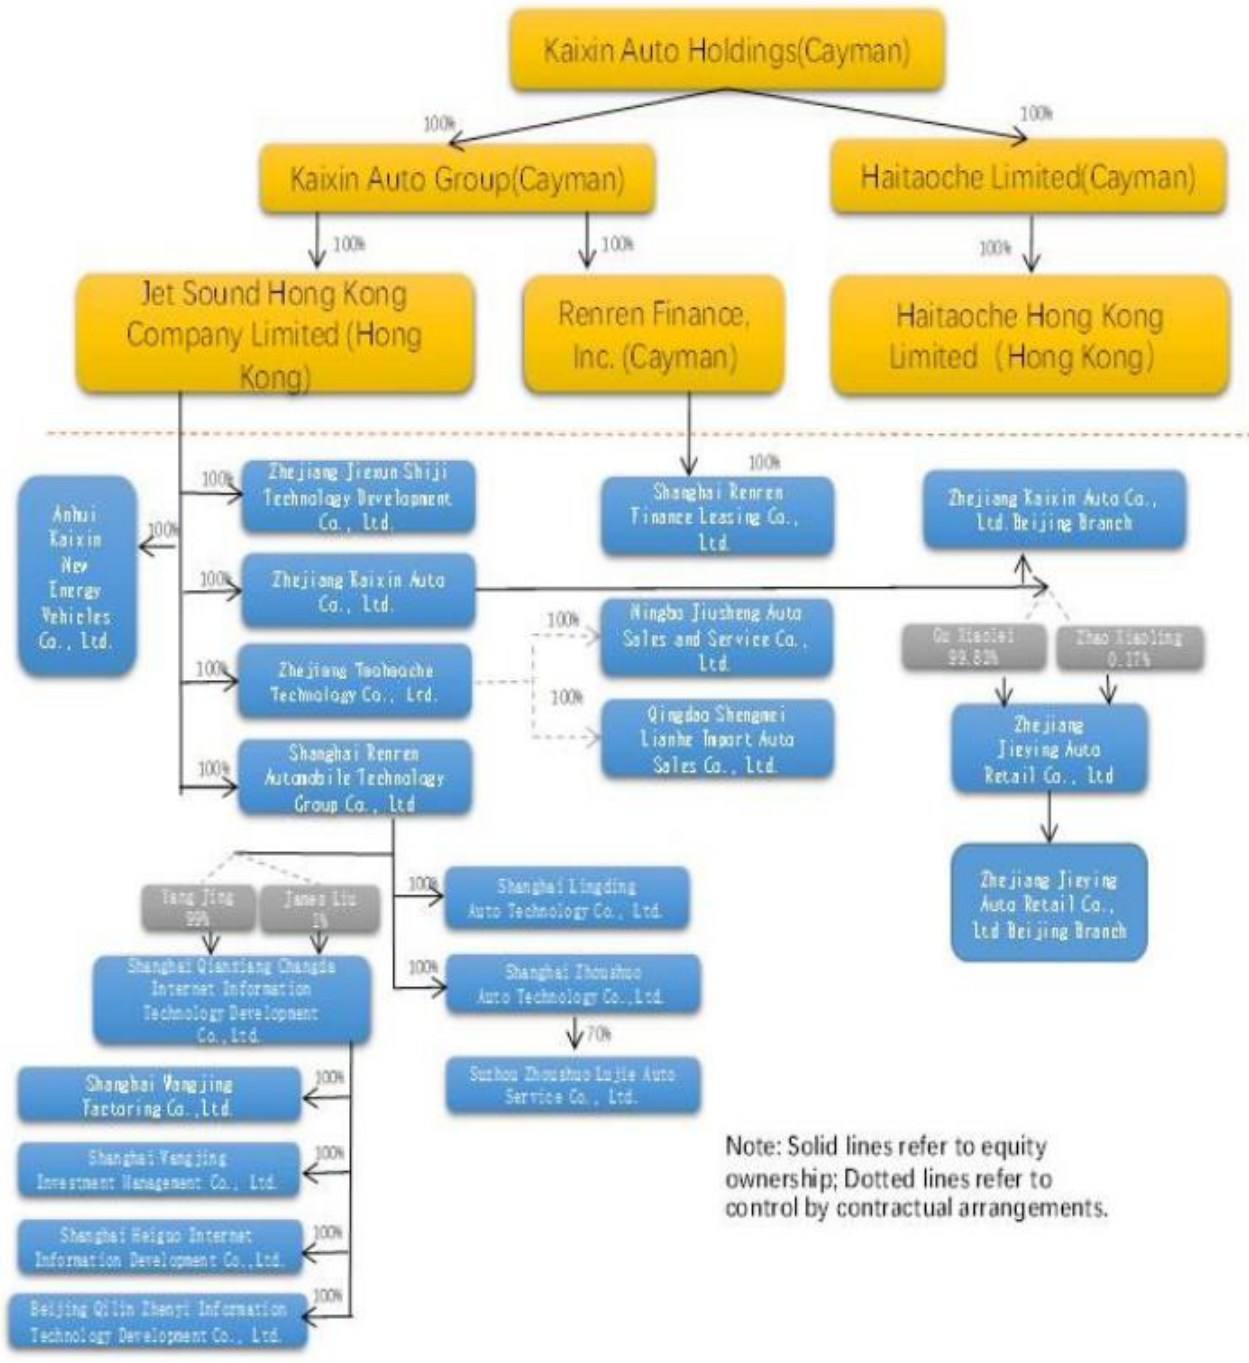 Kaixin Auto Holdings(Cayman)
100%
100%
Kaixin Auto Group(Cayman)
Haitaoche Limited(Cayman)
100%
100%
100%
Jet Sound Hong Kong
Company Limited (Hong
Kong)
Renren Finance,
Inc. (Cayman)
Haitaoche Hong Kong
Limited (Hong Kong)
100%
Anhui
Kaixin
New
Energy
Vehicles
Co., Ltd.
100%
100%
Zhejiang Jiexun Shiji
Technology Development
Co., Ltd.
Shanghai Renren
Finance Leasing Co.,
Ltd.
Zhejiang Kaixin Auto Co.,
Ltd. Beijing Branch
100%
Zhejiang Kaixin Auto
Co., Ltd.
100%
Ningbo Jiusheng Auto
Sales and Service Co.,
Ltd.
Gu Xiaolei
99.83%
Zhao Xiaoling
0.17%
100%
Zhejiang Taohaoche
Technology Co., Ltd.
100%
Qingdao Shengmei
Lianhe Import Auto
Sales Co., Ltd.
Zhejiang
Jieying Auto
Retail Co., Ltd
100%
Shanghai Renren
Automobile Technology
Group Co., Ltd
Zhejiang Jieying
Auto Retail Co.,
Ltd Beijing Branch
Yang Jing
99%
James Liu
1%
100%
Shanghai Lingding
Auto Technology Co., Ltd.
Shanghai Qianxiang Changda
Internet Information
Technology Development
Co.,Ltd.
100%
Shanghai Zhoushuo
Auto Technology Co.,Ltd.
70%
Suzhou Zhoushuo Lujie Auto
Service Co., Ltd.
Shanghai Wangjing
Factoring Co.,Ltd.
100%
Shanghai Wangjing
Investment Management Co., Ltd.
100%
Shanghai Heiguo Internet
Information Development Co.,Ltd.
100%
Beijing Qilin Zhenyi Information
Technology Development Co., Ltd.
100%
Note: Solid lines refer to equity
ownership; Dotted lines refer to
control by contractual arrangements.